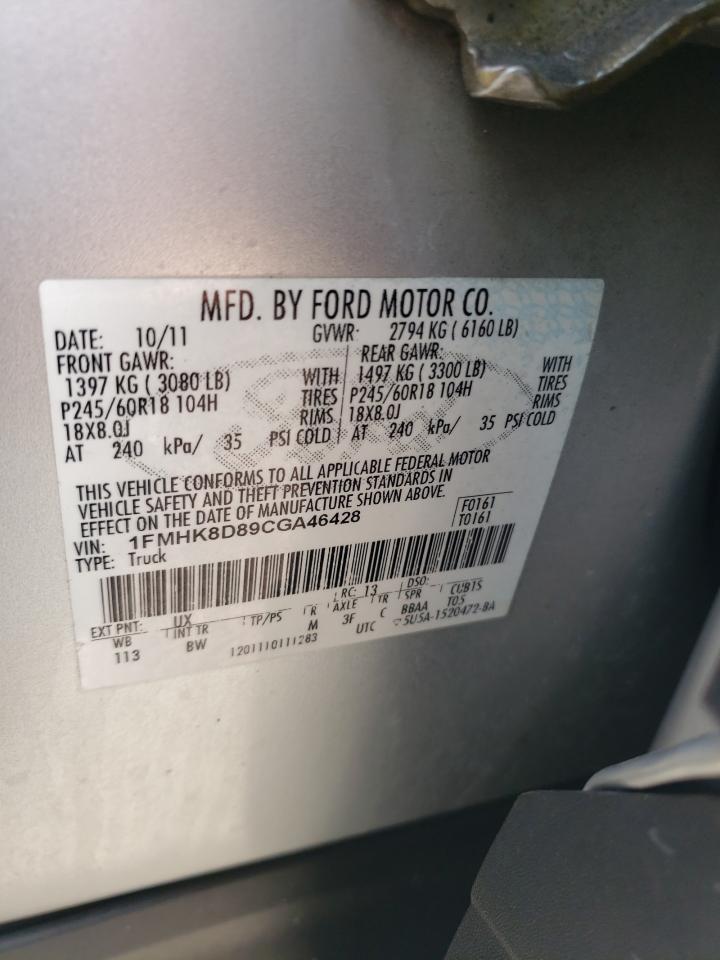 MFD. BY FORD MOTOR CO.
DATE: 10/11 GVWR: 2794 KG ( 6160 LB)
FRONT GAWR: REAR GAWR:
1397 KG ( 3080 LB) WITH 1497 KG ( 3300 LB) WITH
P245/60R18 104H TIRES P245/60R18 104H TIRES
18X8.0J RIMS 18X8.0J RIMS
AT 240 kPa/ 35 PSI COLD AT 240 kPa/ 35 PSI COLD
THIS VEHICLE CONFORMS TO ALL APPLICABLE FEDERAL MOTOR
VEHICLE SAFETY AND THEFT PREVENTION STANDARDS IN
EFFECT ON THE DATE OF MANUFACTURE SHOWN ABOVE.
VIN: 1FMHK8D89CGA46428 F0161
TYPE: Truck T0161
EXT PNT: UX RC: 13 DSO:
WB INT TR TP/PS R AXLE TR SPR CUB15
113 BW M 3F C BBAA T05
1201110111283 UTC 5U5A-1520472-BA